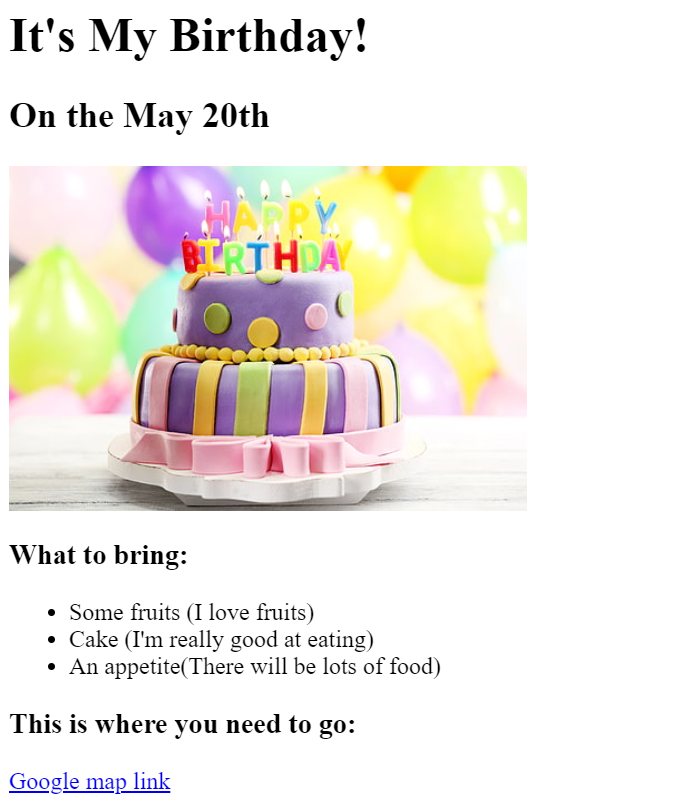 It's My Birthday!
On the May 20th
HAPPY
BIRTHDAY
What to bring:
Some fruits (I love fruits)
Cake (I'm really good at eating)
An appetite(There will be lots of food)
This is where you need to go:
Google map link